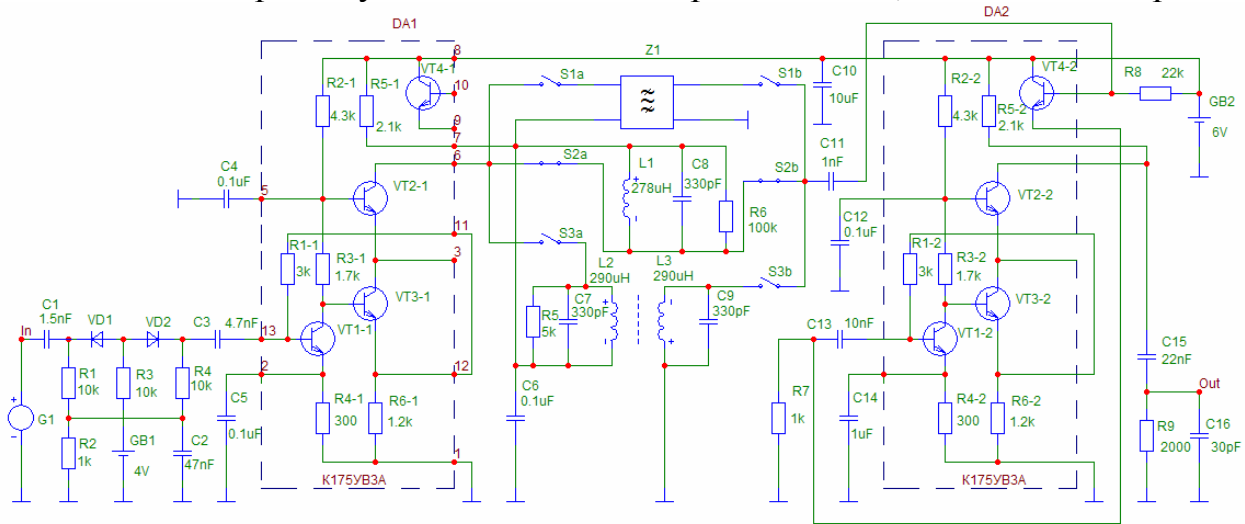 DA1
DA2
8
Z1
VT4-1
S1a
S1b
C10
10uF
VT4-2
R8
22k
R2-1
R5-1
10
R2-2
R5-2
GB2
6V
4.3k
2.1k
9
7
4.3k
2.1k
C4
0.1uF
6
S2a
L1
278uH
C8
330pF
S2b
C11
1nF
5
VT2-1
VT2-2
R6
100k
C12
0.1uF
11
R1-1
3k
R3-1
1.7k
3
S3a
L2
290uH
L3
290uH
S3b
R1-2
3k
R3-2
1.7k
C1
1.5nF
VD1
VD2
C3
4.7nF
VT3-1
C7
330pF
R5
5k
C9
330pF
VT3-2
In
13
VT1-1
C13
10nF
VT1-2
C15
22nF
2
12
R1
10k
R3
10k
R4
10k
C5
0.1uF
R4-1
300
R6-1
1.2k
C6
0.1uF
R7
1k
C14
1uF
R4-2
300
R6-2
1.2k
Out
G1
R2
1k
GB1
4V
C2
47nF
R9
2000
C16
30pF
1
К175УВ3А
К175УВ3А